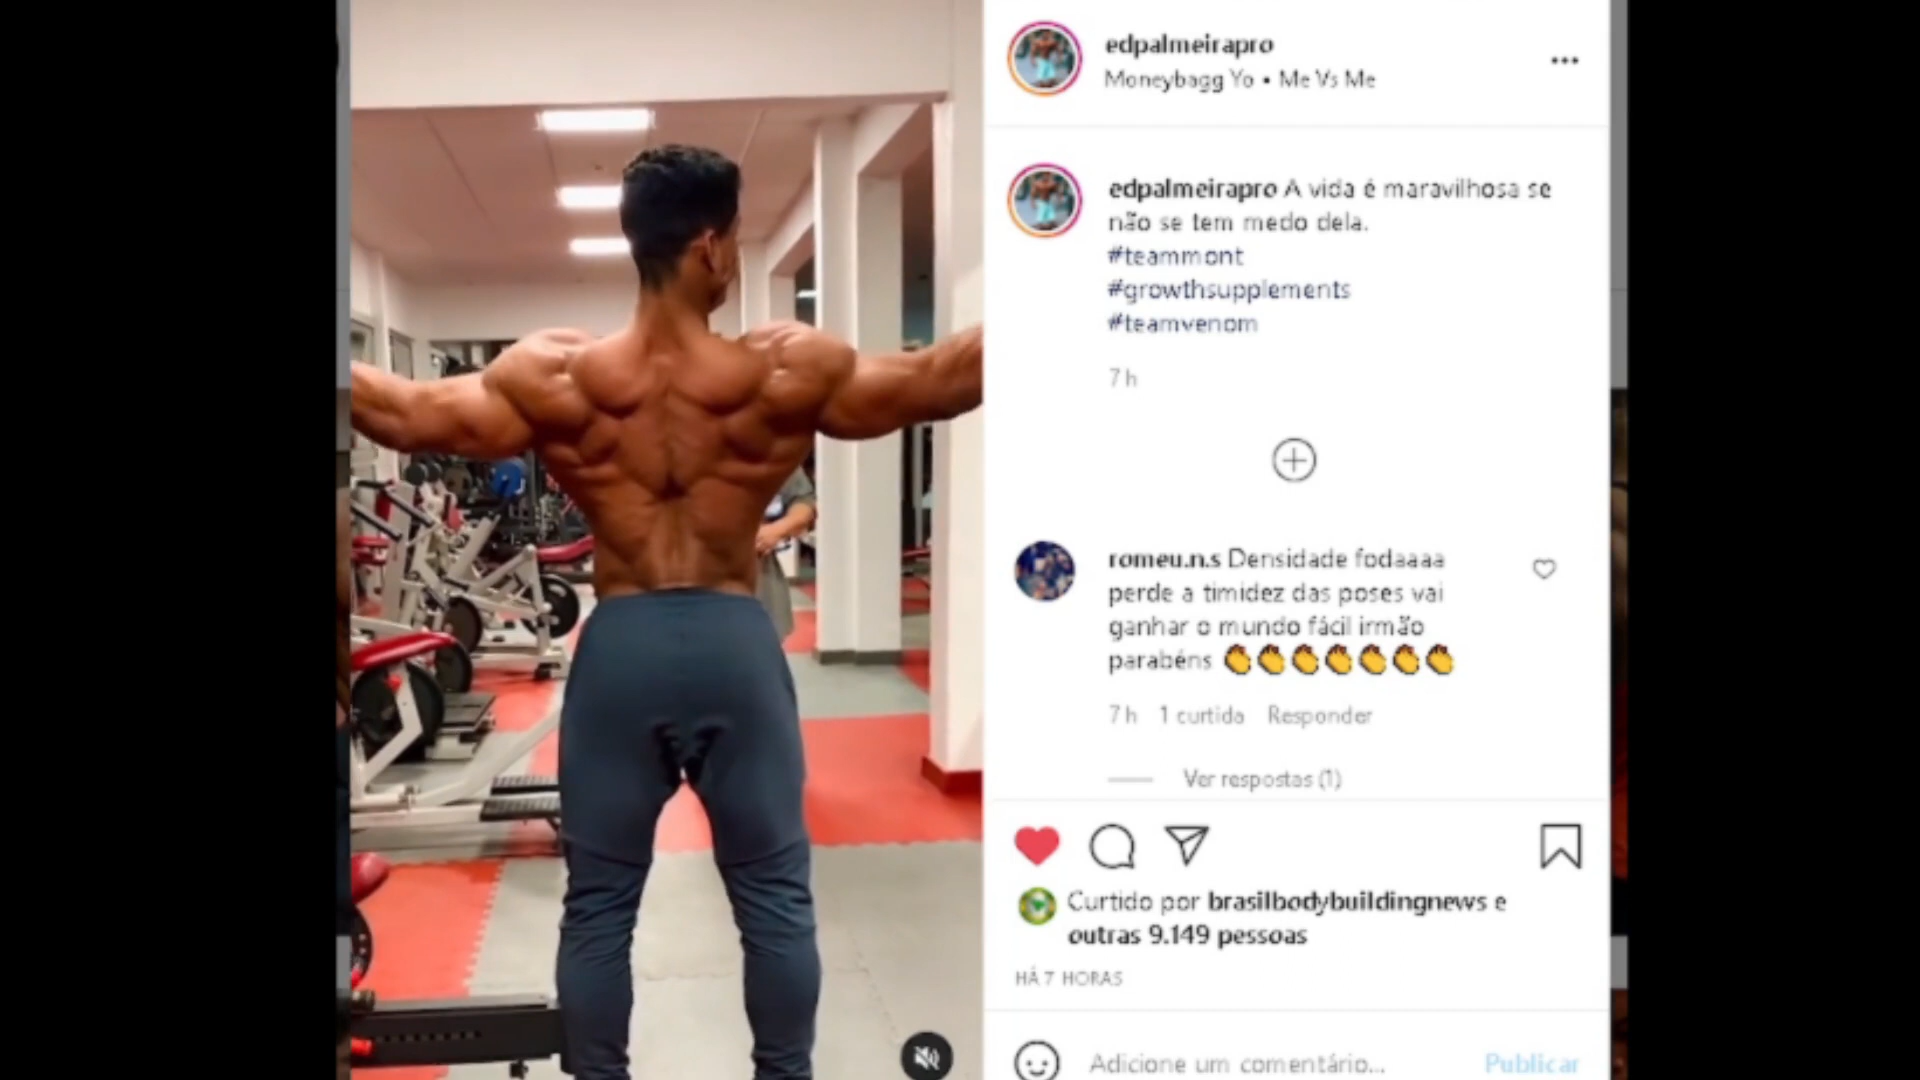 edpalmeirapro
Moneybagg Yo • Me Vs Me
edpalmeirapro A vida é maravilhosa se
não se tem medo dela.
#teammont
#growthsupplements
#teamvenom
7 h
romeu.n.s Densidade fodaaaa
perde a timidez das poses vai
ganhar o mundo fácil irmão
parabéns 👏👏👏👏👏👏👏
7 h 1 curtida Responder
Ver respostas (1)
Curtido por brasilbodybuildingnews e
outras 9.149 pessoas
HÁ 7 HORAS
Adicione um comentário... Publicar